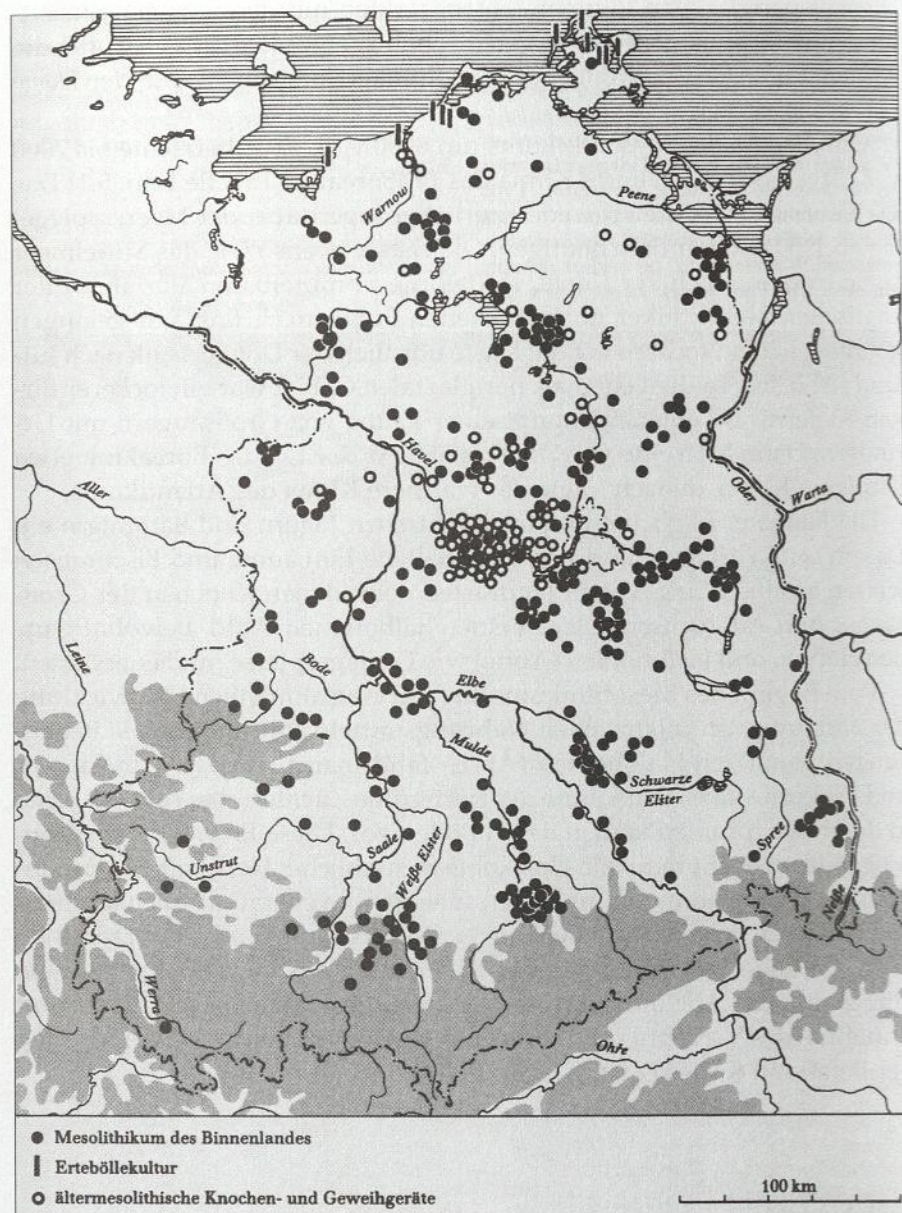 Peene
Warnow
Havel
Oder
Warta
Aller
Leine
Bode
Elbe
Mulde
Schwarze
Elster
Saale
Weiße Elster
Spree
Unstrut
Neiße
Werra
Ohře
Mesolithikum des Binnenlandes
Erteböllekultur
ältermesolithische Knochen- und Geweihgeräte
100 km